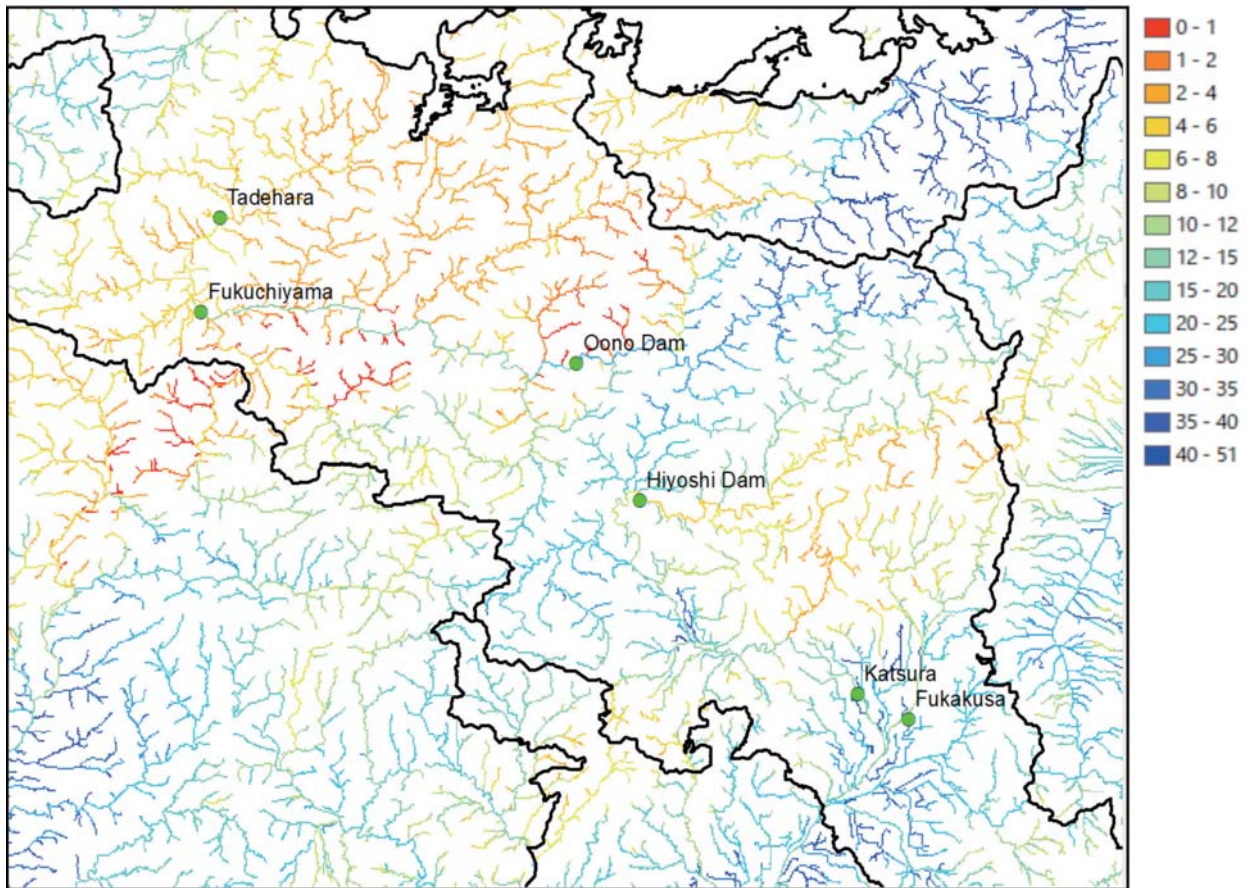 Tadehara
Fukuchiyama
Oono Dam
Hiyoshi Dam
Katsura
Fukakusa
0 - 1
1 - 2
2 - 4
4 - 6
6 - 8
8 - 10
10 - 12
12 - 15
15 - 20
20 - 25
25 - 30
30 - 35
35 - 40
40 - 51